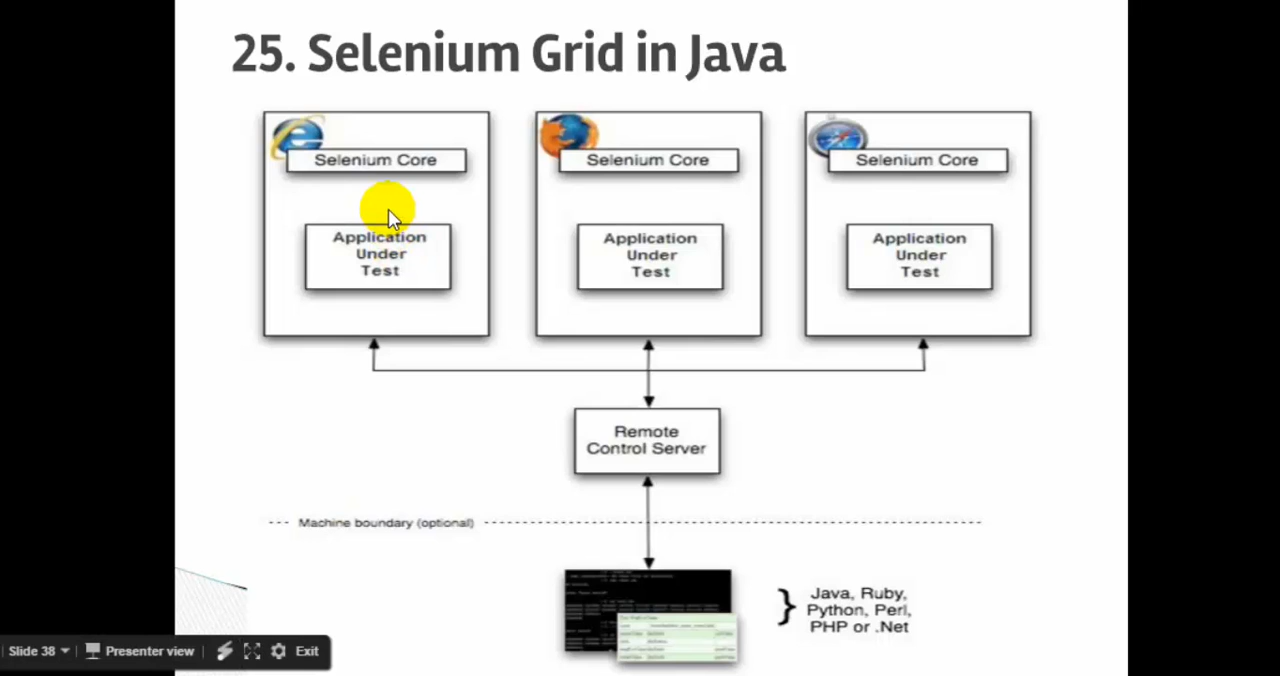 25. Selenium Grid in Java
Selenium Core
Selenium Core
Selenium Core
Application
Under
Test
Application
Under
Test
Application
Under
Test
Remote
Control Server
Machine boundary (optional)
Java, Ruby,
Python, Perl,
PHP or .Net
Slide 38
Presenter view
Exit